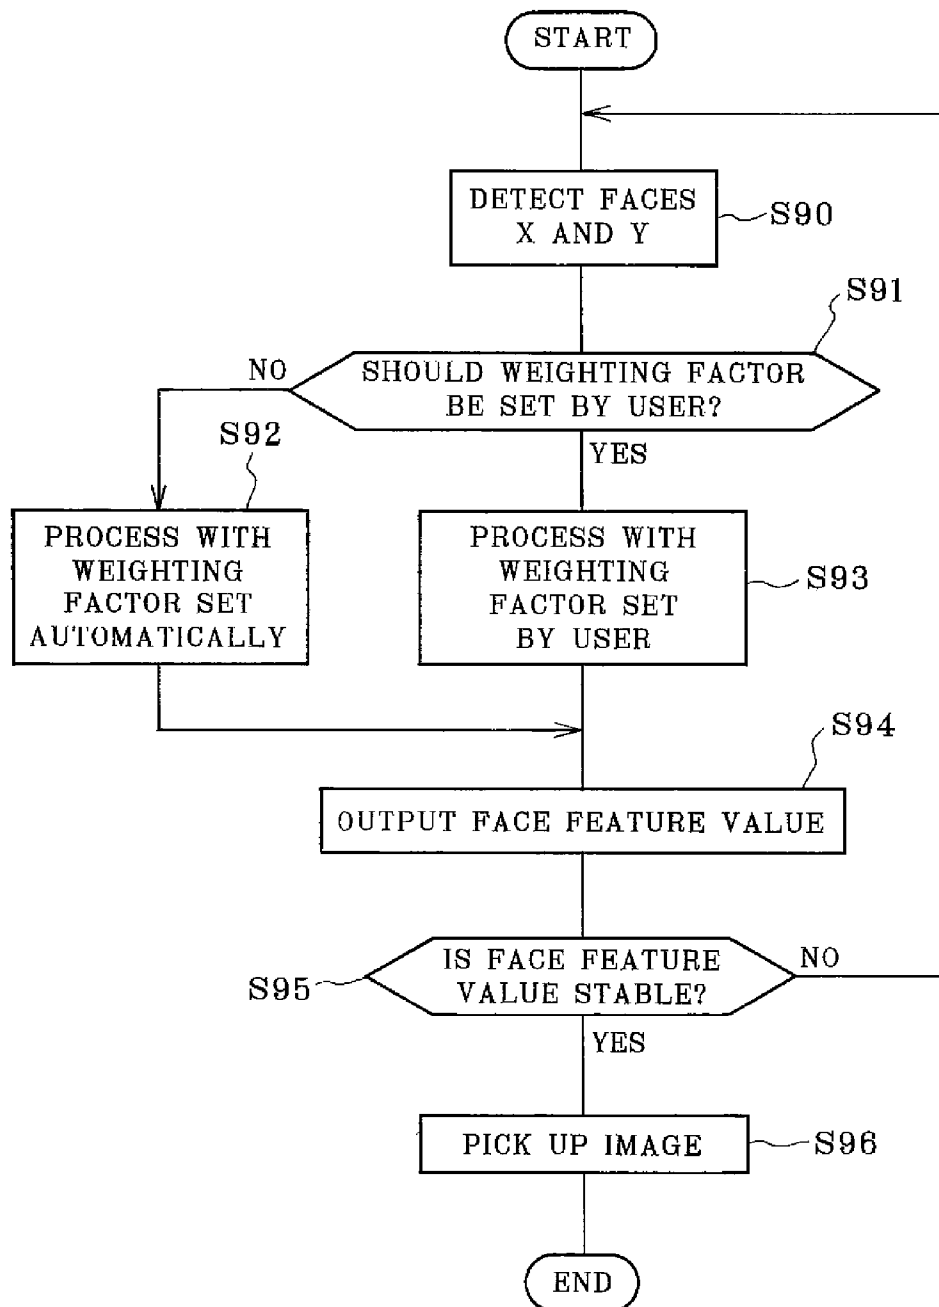 START
DETECT FACES
X AND Y
S90
S91
SHOULD WEIGHTING FACTOR
BE SET BY USER?
NO
YES
S92
PROCESS WITH
WEIGHTING
FACTOR SET
AUTOMATICALLY
PROCESS WITH
WEIGHTING
FACTOR SET
BY USER
S93
S94
OUTPUT FACE FEATURE VALUE
IS FACE FEATURE
VALUE STABLE?
NO
S95
YES
PICK UP IMAGE
S96
END